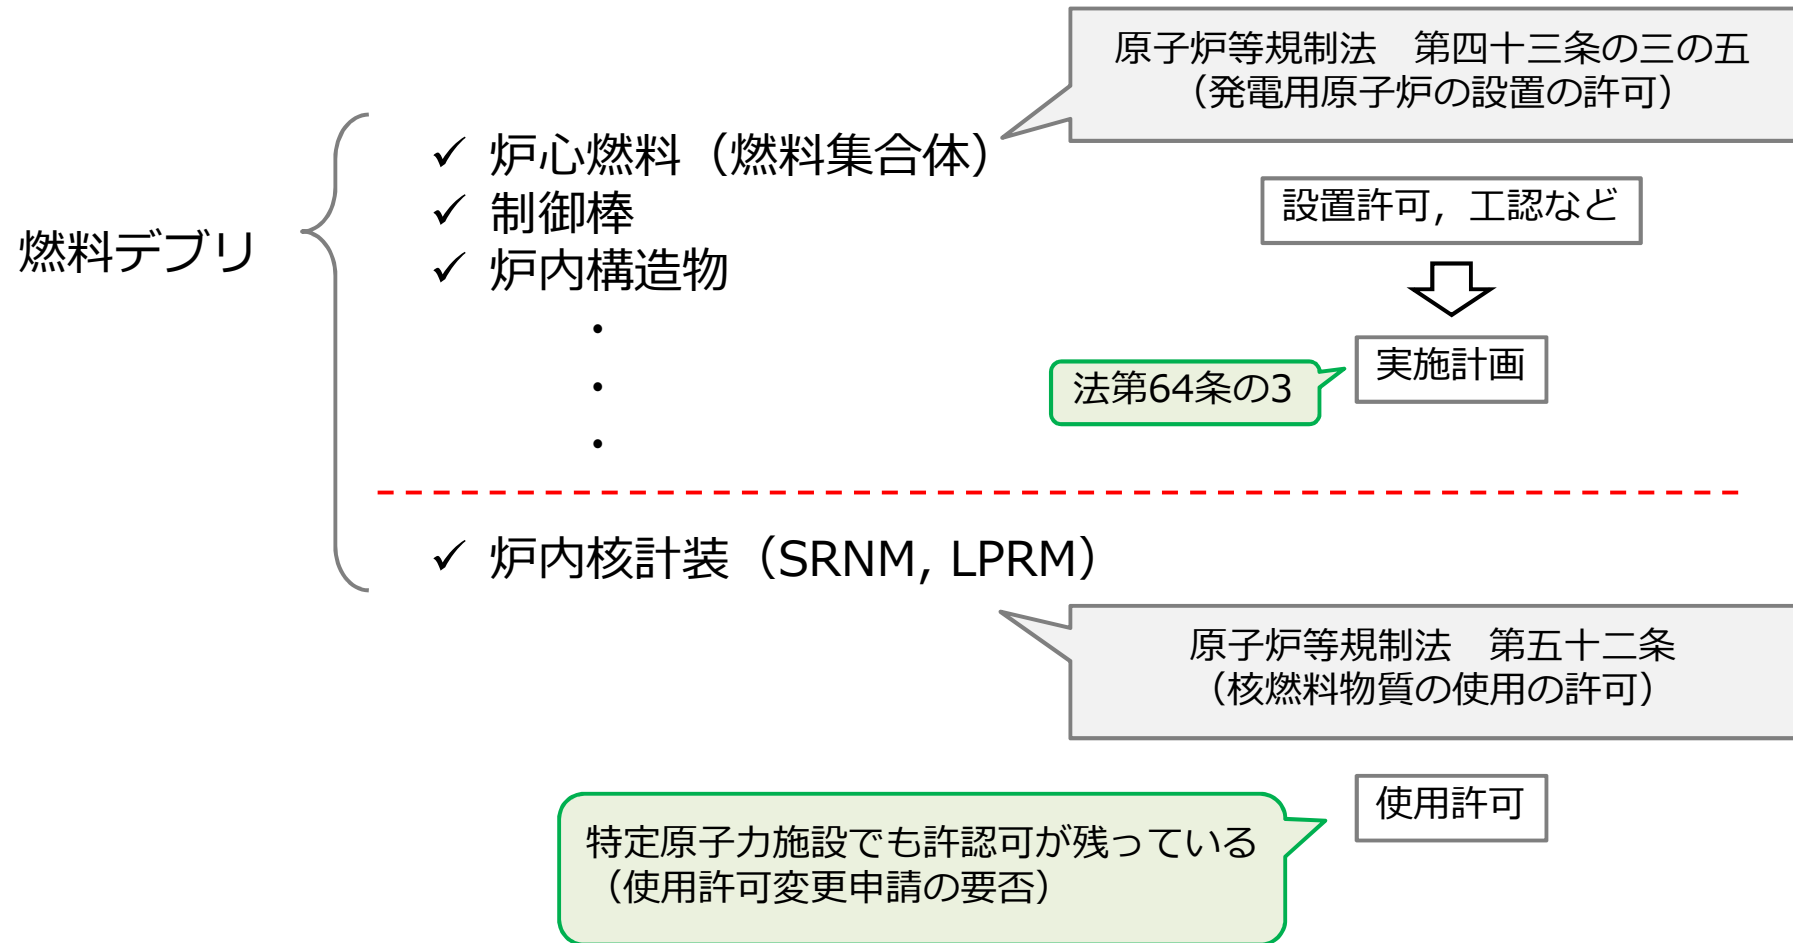 原子炉等規制法　第四十三条の三の五
（発電用原子炉の設置の許可）
燃料デブリ
✓ 炉心燃料（燃料集合体）
✓ 制御棒
✓ 炉内構造物
・
・
・
設置許可，工認など
実施計画
法第64条の3
✓ 炉内核計装（SRNM, LPRM）
原子炉等規制法　第五十二条
（核燃料物質の使用の許可）
使用許可
特定原子力施設でも許認可が残っている
（使用許可変更申請の要否）